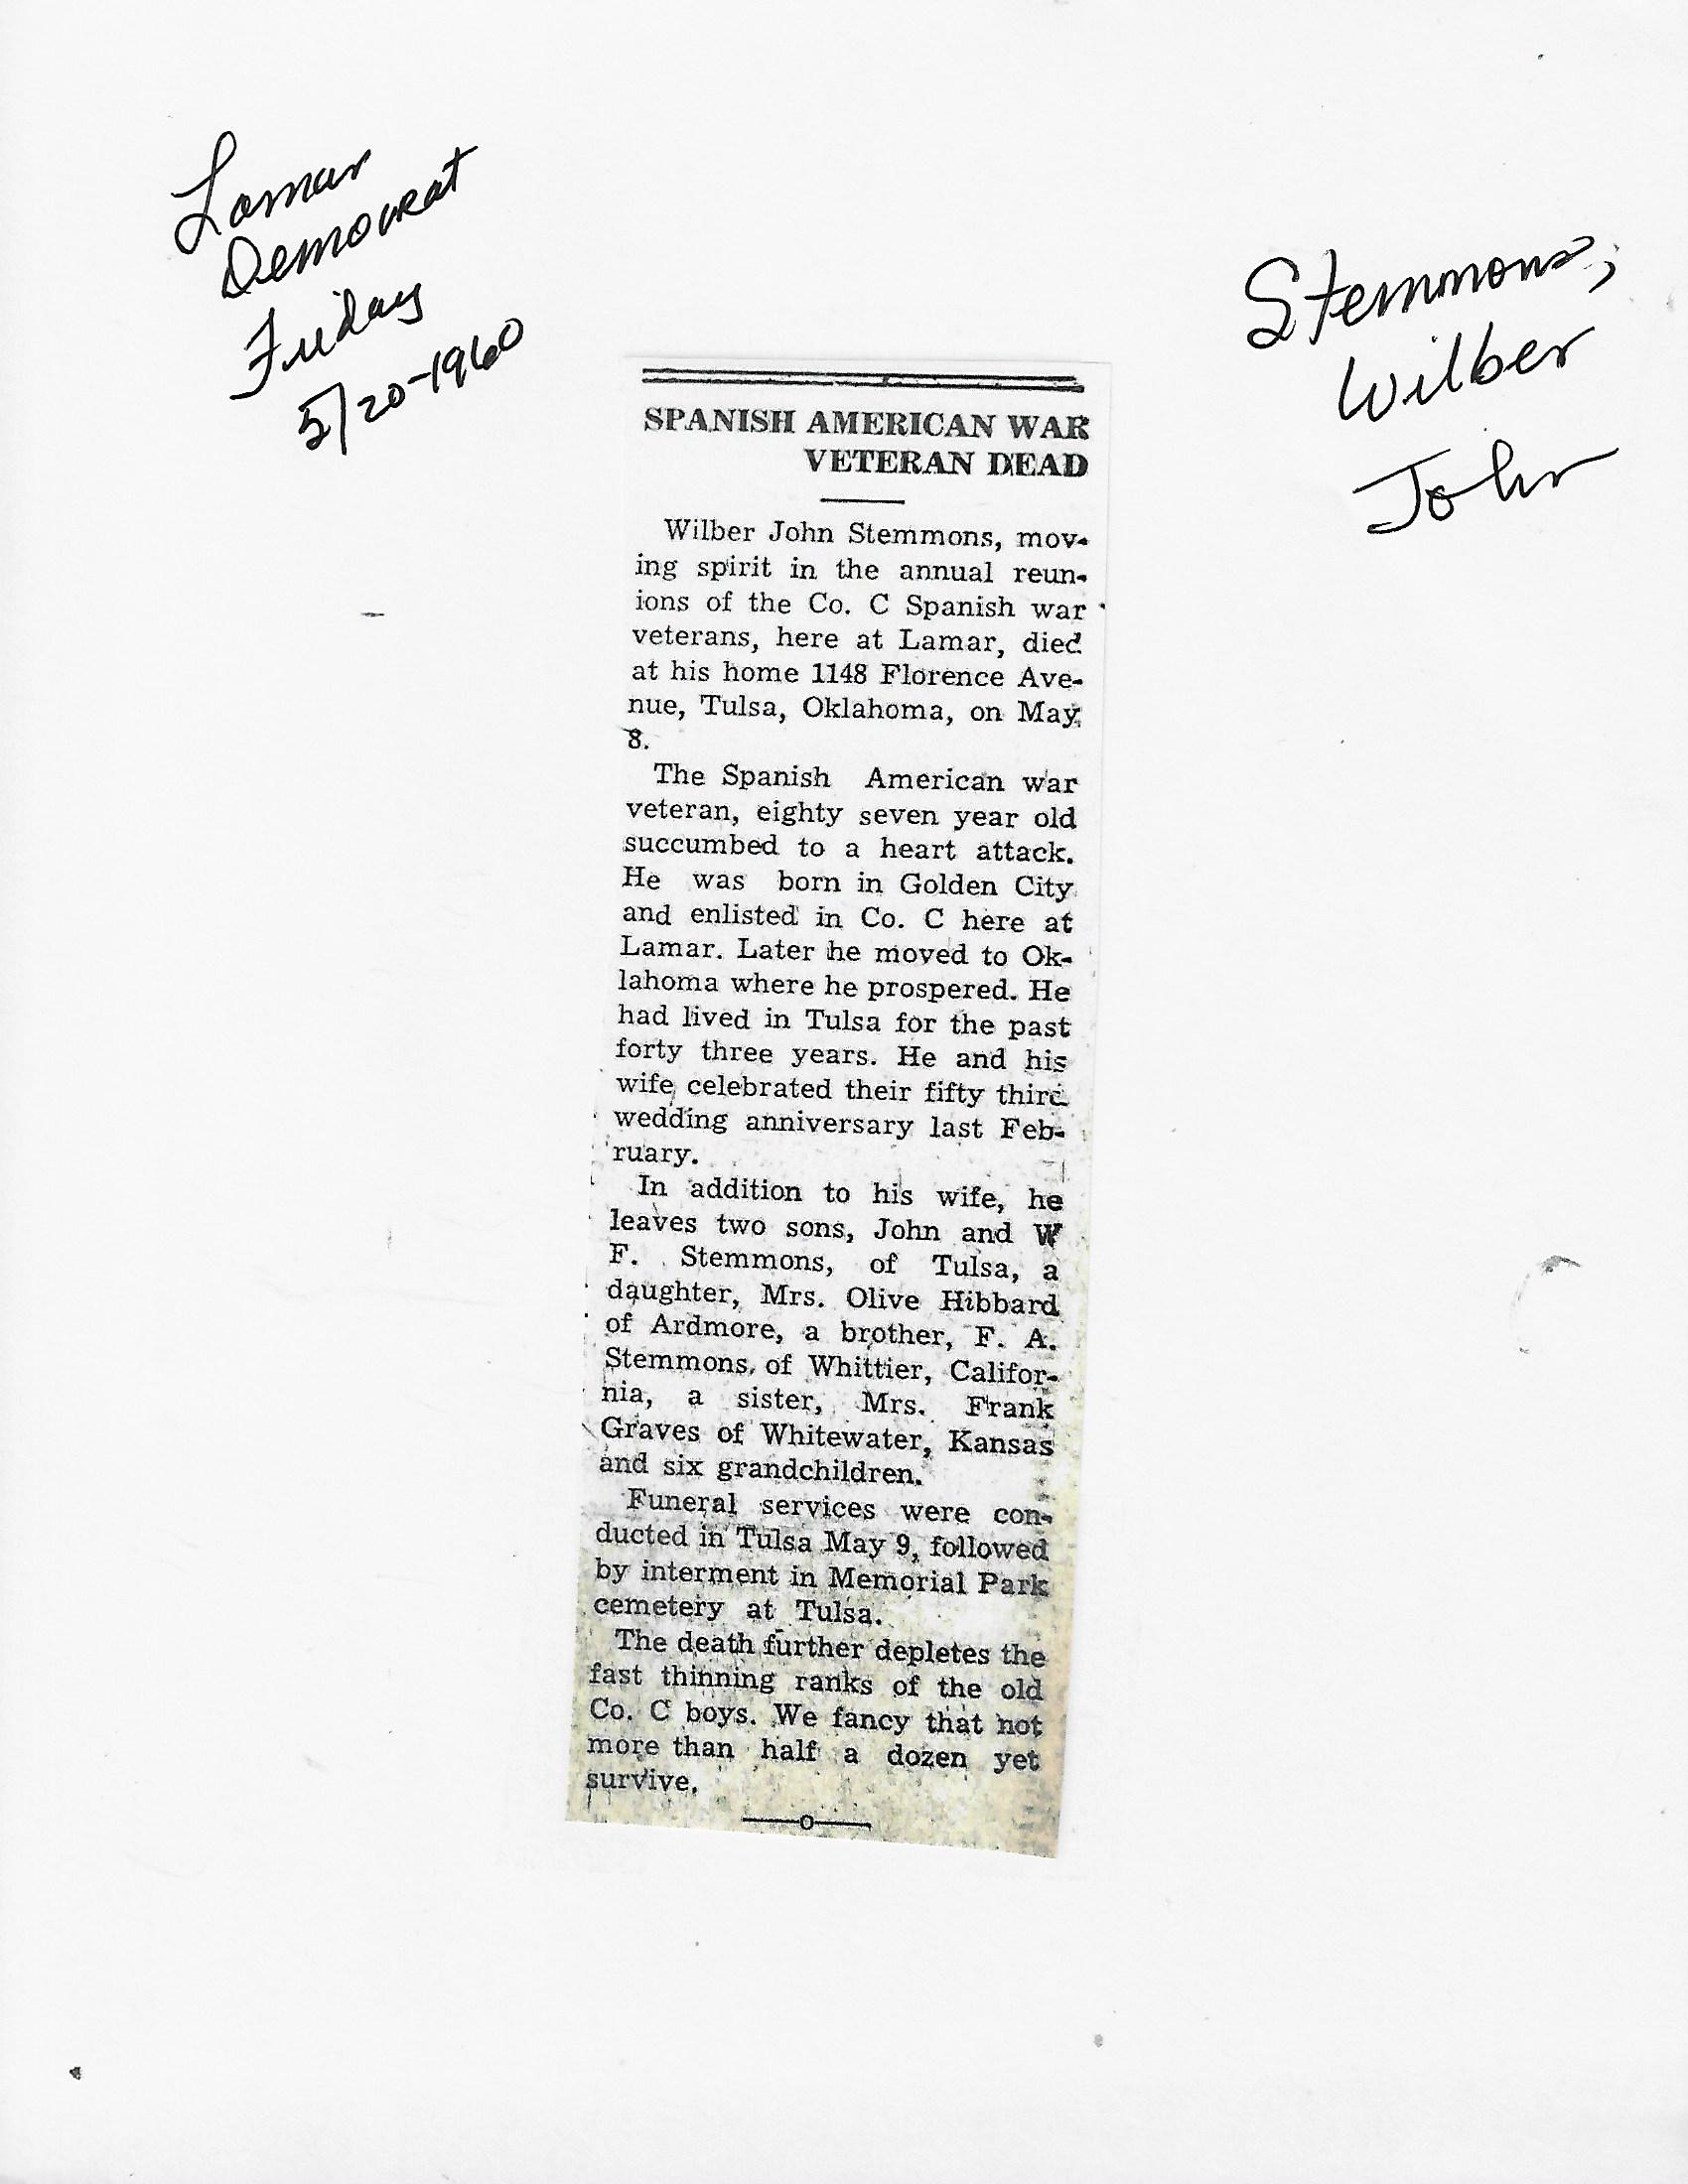 Lamar
Democrat
Friday
5/20-1960
Stemmons,
Wilber
John
SPANISH AMERICAN WAR
VETERAN DEAD
Wilber John Stemmons, mov-
ing spirit in the annual reun-
ions of the Co. C Spanish war
veterans, here at Lamar, died
at his home 1148 Florence Ave-
nue, Tulsa, Oklahoma, on May
8.
The Spanish American war
veteran, eighty seven year old
succumbed to a heart attack.
He was born in Golden City
and enlisted in Co. C here at
Lamar. Later he moved to Ok-
lahoma where he prospered. He
had lived in Tulsa for the past
forty three years. He and his
wife celebrated their fifty third
wedding anniversary last Feb-
ruary.
In addition to his wife, he
leaves two sons, John and W
F. Stemmons, of Tulsa, a
daughter, Mrs. Olive Hibbard
of Ardmore, a brother, F. A.
Stemmons, of Whittier, Califor-
nia, a sister, Mrs. Frank
Graves of Whitewater, Kansas
and six grandchildren.
Funeral services were con-
ducted in Tulsa May 9, followed
by interment in Memorial Park
cemetery at Tulsa.
The death further depletes the
fast thinning ranks of the old
Co. C boys. We fancy that not
more than half a dozen yet
survive.
——o——